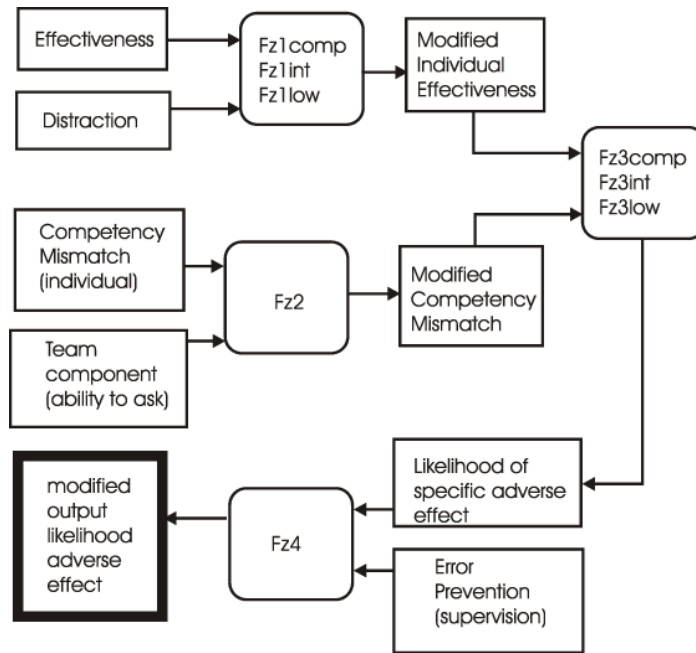 Effectiveness
Distraction
Fz1comp
Fz1int
Fz1low
Modified
Individual
Effectiveness
Fz3comp
Fz3int
Fz3low
Competency
Mismatch
(individual)
Team
component
(ability to ask)
Fz2
Modified
Competency
Mismatch
modified
output
likelihood
adverse
effect
Fz4
Likelihood of
specific adverse
effect
Error
Prevention
(supervision)